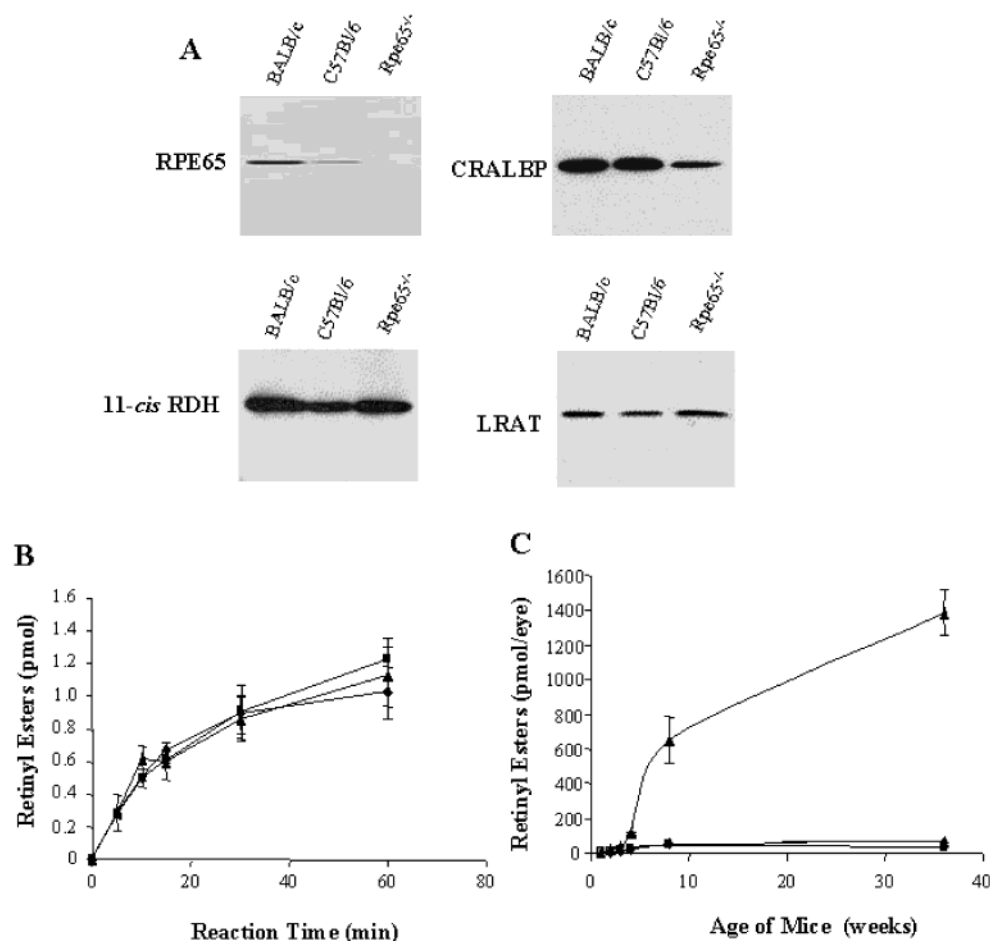 A
BALB/c C57Bl/6 Rpe65-/-
RPE65
BALB/c C57Bl/6 Rpe65-/-
CRALBP
BALB/c C57Bl/6 Rpe65-/-
11-cis RDH
BALB/c C57Bl/6 Rpe65-/-
LRAT
B
Retinyl Esters (pmol)
1.6
1.4
1.2
1.0
0.8
0.6
0.4
0.2
0
0 20 40 60 80
Reaction Time (min)
C
Retinyl Esters (pmol/eye)
1600
1400
1200
1000
800
600
400
200
0
0 10 20 30 40
Age of Mice (weeks)